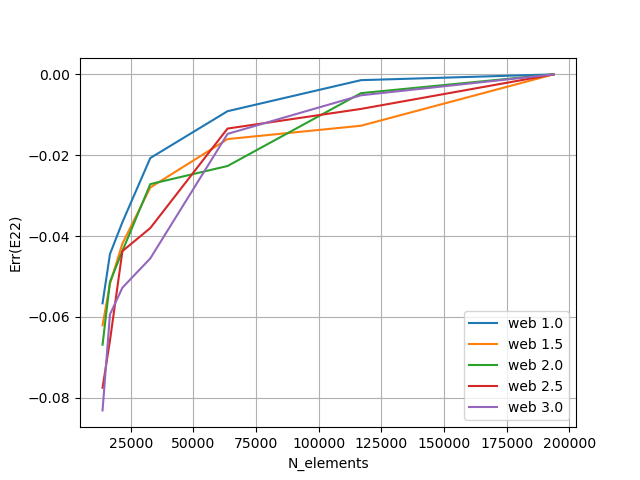 0.00
−0.02
−0.04
−0.06
−0.08
Err(E22)
25000 50000 75000 100000 125000 150000 175000 200000
N_elements
web 1.0
web 1.5
web 2.0
web 2.5
web 3.0